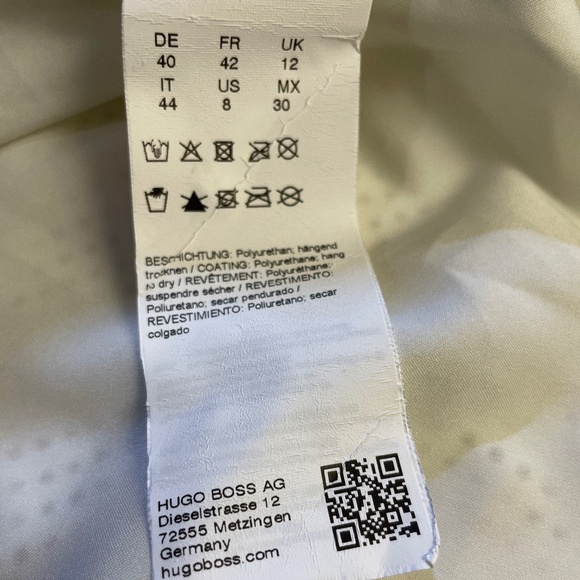 DE FR UK
40 42 12
IT US MX
44 8 30
BESCHICHTUNG: Polyurethan; hängend
trocknen / COATING: Polyurethane; hang
to dry / REVÊTEMENT: Polyuréthane;
suspendre sécher / REVESTIMENTO:
Poliuretano; secar pendurado /
REVESTIMIENTO: Poliuretano; secar
colgado
HUGO BOSS AG
Dieselstrasse 12
72555 Metzingen
Germany
hugoboss.com